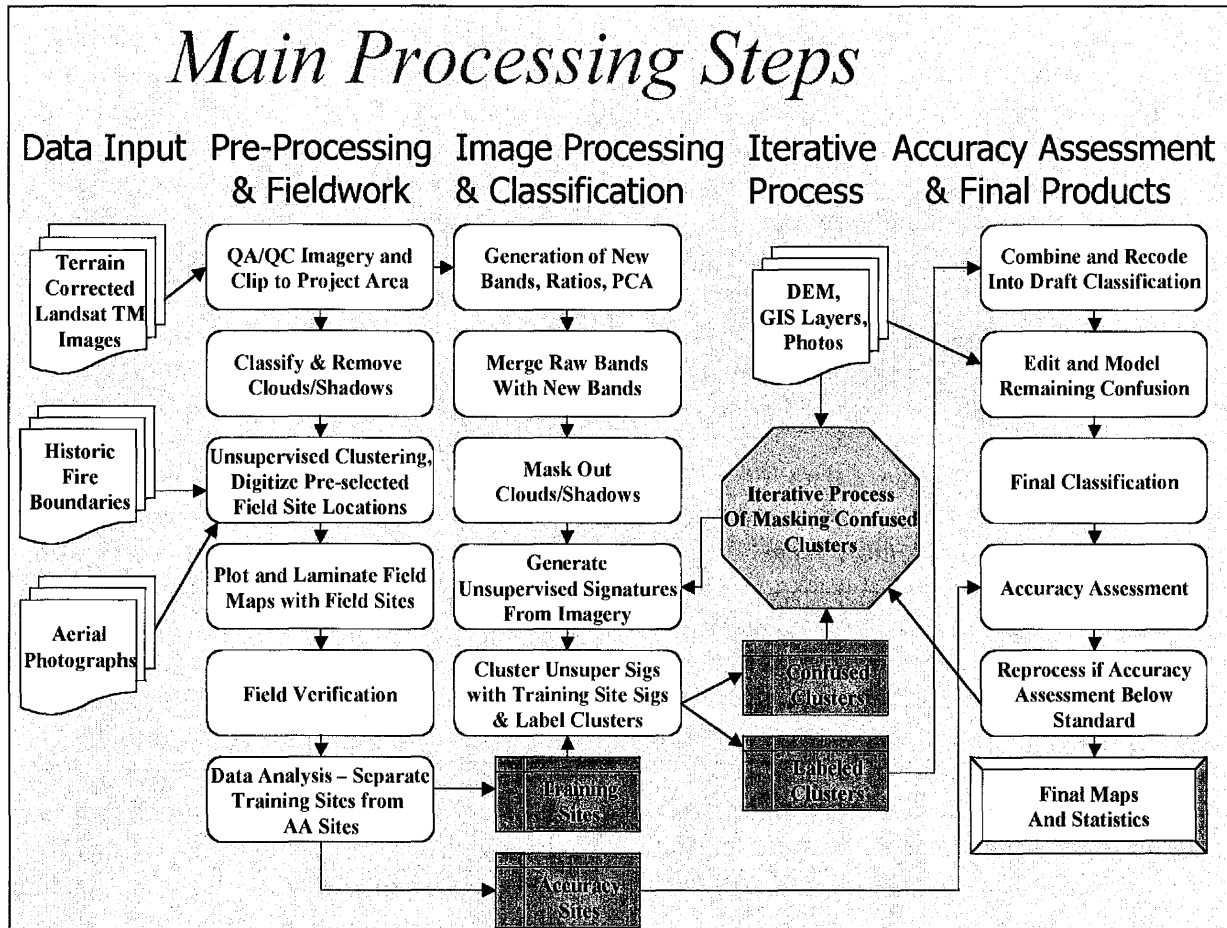 Main Processing Steps
Data Input
Pre-Processing
& Fieldwork
Image Processing
& Classification
Iterative
Process
Accuracy Assessment
& Final Products
Terrain
Corrected
Landsat TM
Images
Historic
Fire
Boundaries
Aerial
Photographs
QA/QC Imagery and
Clip to Project Area
Classify & Remove
Clouds/Shadows
Unsupervised Clustering,
Digitize Pre-selected
Field Site Locations
Plot and Laminate Field
Maps with Field Sites
Field Verification
Data Analysis – Separate
Training Sites from
AA Sites
Generation of New
Bands, Ratios, PCA
Merge Raw Bands
With New Bands
Mask Out
Clouds/Shadows
Generate
Unsupervised Signatures
From Imagery
Cluster Unsuper Sigs
with Training Site Sigs
& Label Clusters
Training
Sites
Accuracy
Sites
DEM,
GIS Layers,
Photos
Iterative Process
Of Masking Confused
Clusters
Confused
Clusters
Labeled
Clusters
Combine and Recode
Into Draft Classification
Edit and Model
Remaining Confusion
Final Classification
Accuracy Assessment
Reprocess if Accuracy
Assessment Below
Standard
Final Maps
And Statistics